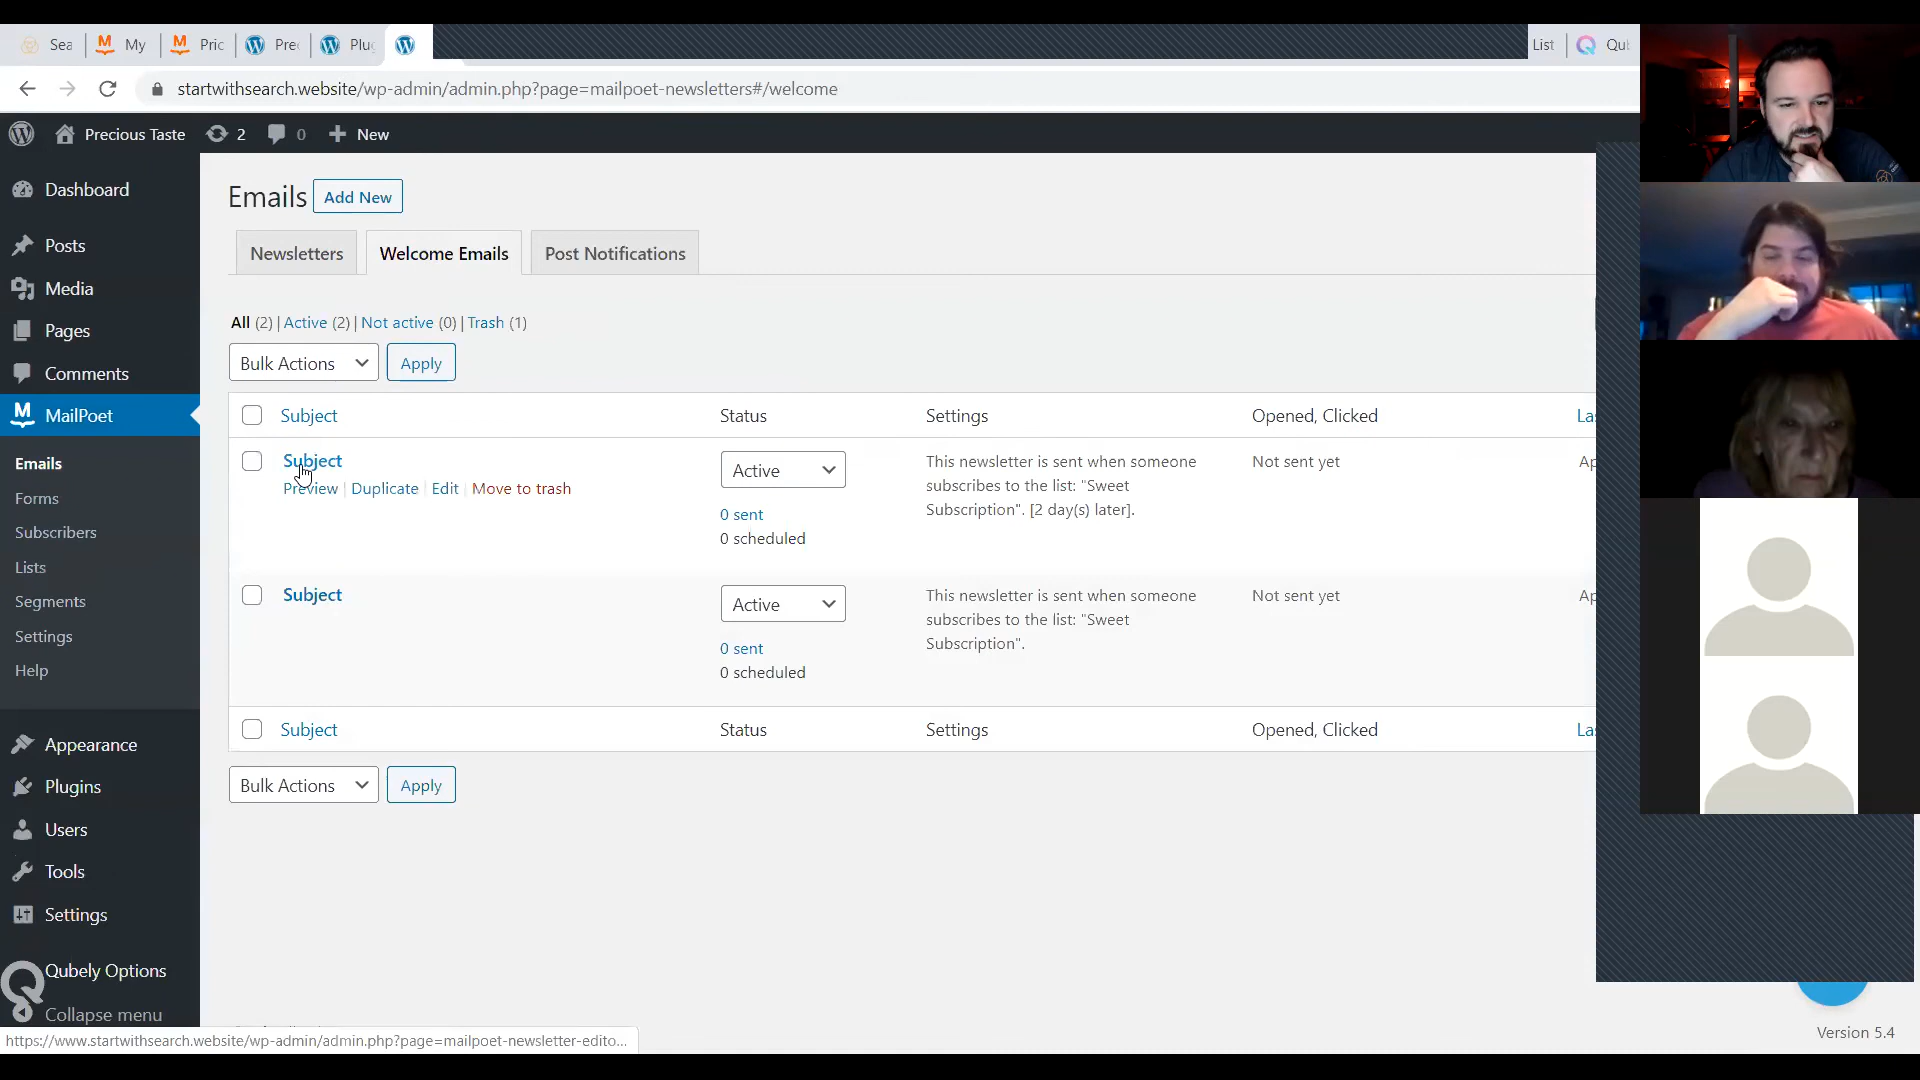 Sea
My
Pric
Prec
Plu
List
Qu
startwithsearch.website/wp-admin/admin.php?page=mailpoet-newsletters#/welcome
Precious Taste
2
0
New
Dashboard
Posts
Media
Pages
Comments
MailPoet
Emails
Forms
Subscribers
Lists
Segments
Settings
Help
Appearance
Plugins
Users
Tools
Settings
Qubely Options
Collapse menu
Emails
Add New
Newsletters
Welcome Emails
Post Notifications
All (2) | Active (2) | Not active (0) | Trash (1)
Bulk Actions
Apply
Subject Status Settings Opened, Clicked Las
Subject
Preview | Duplicate | Edit | Move to trash
Active
0 sent
0 scheduled
This newsletter is sent when someone
subscribes to the list: "Sweet
Subscription". [2 day(s) later].
Not sent yet
Ap
Subject
Active
0 sent
0 scheduled
This newsletter is sent when someone
subscribes to the list: "Sweet
Subscription".
Not sent yet
Ap
Subject Status Settings Opened, Clicked Las
Bulk Actions
Apply
Version 5.4
https://www.startwithsearch.website/wp-admin/admin.php?page=mailpoet-newsletter-edito...